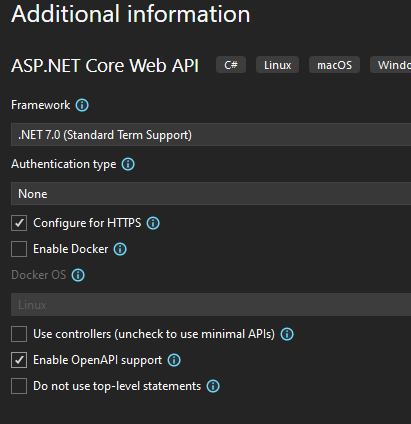 Additional information
ASP.NET Core Web API C# Linux macOS Windo
Framework
.NET 7.0 (Standard Term Support)
Authentication type
None
Configure for HTTPS
Enable Docker
Docker OS
Linux
Use controllers (uncheck to use minimal APIs)
Enable OpenAPI support
Do not use top-level statements